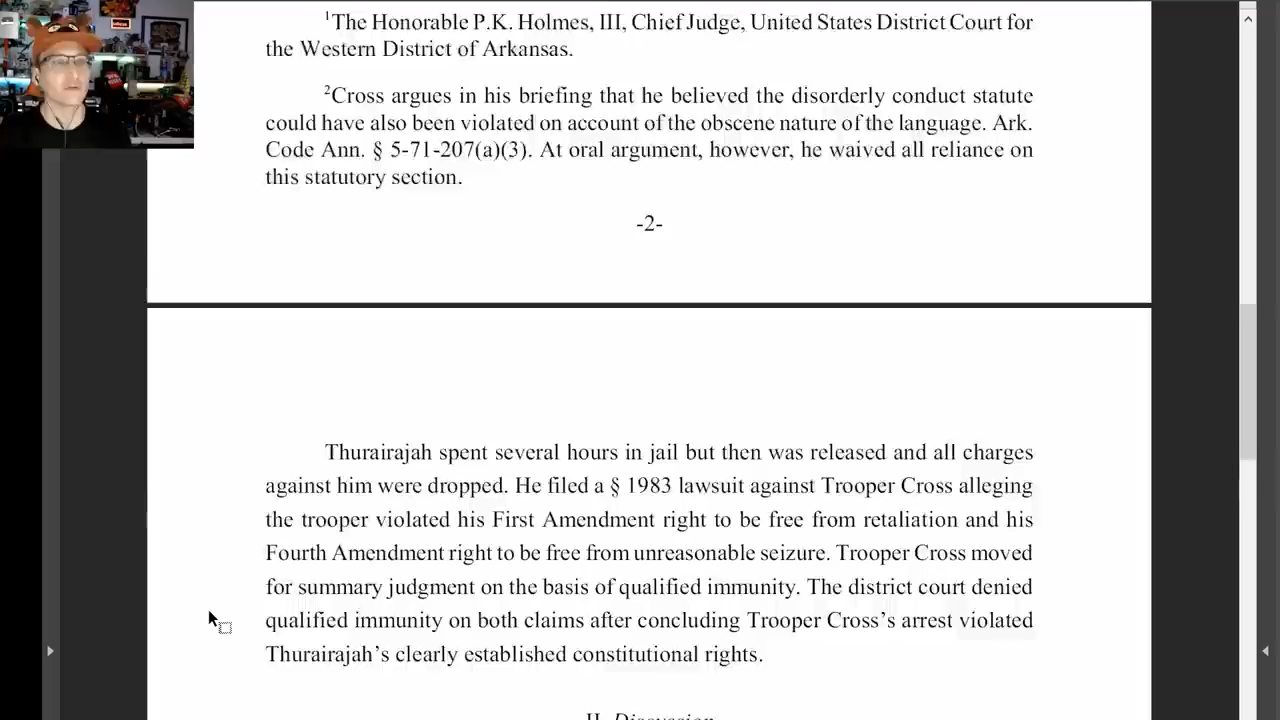 ¹The Honorable P.K. Holmes, III, Chief Judge, United States District Court for
the Western District of Arkansas.
²Cross argues in his briefing that he believed the disorderly conduct statute
could have also been violated on account of the obscene nature of the language. Ark.
Code Ann. § 5-71-207(a)(3). At oral argument, however, he waived all reliance on
this statutory section.
-2-
Thurairajah spent several hours in jail but then was released and all charges
against him were dropped. He filed a § 1983 lawsuit against Trooper Cross alleging
the trooper violated his First Amendment right to be free from retaliation and his
Fourth Amendment right to be free from unreasonable seizure. Trooper Cross moved
for summary judgment on the basis of qualified immunity. The district court denied
qualified immunity on both claims after concluding Trooper Cross's arrest violated
Thurairajah's clearly established constitutional rights.
II. Discussion